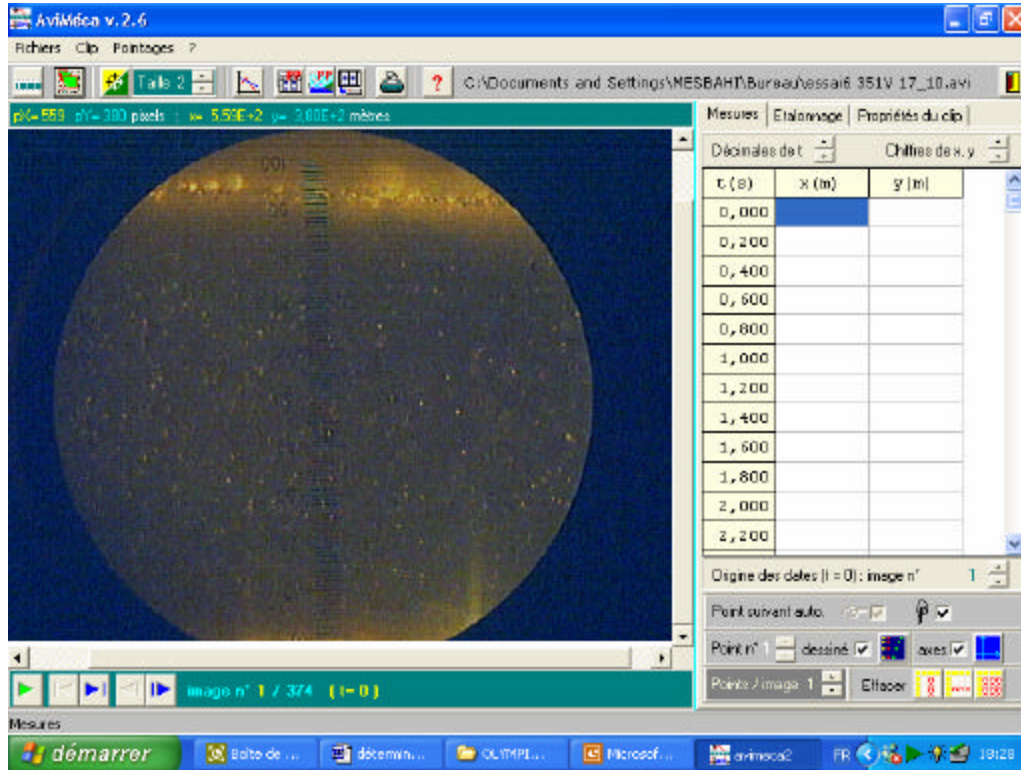 AviMéca v.2.6
Fichiers Clip Pointages ?
Taille 2 ? C:\Documents and Settings\MESBAHI\Bureau\essai6 351V 17_10.avi
pX= 559 pY= 380 pixels ; x= 5,59E+2 y= 3,80E+2 mètres
Mesures Etalonnage Propriétés du clip
Décimales de t Chiffres de x, y
t (s) x (m) y (m)
0,000
0,200
0,400
0,600
0,800
1,000
1,200
1,400
1,600
1,800
2,000
2,200
100
Origine des dates (t = 0) : image n° 1
Point suivant auto.
Point n° 1 dessiné axes
Points / image 1 Effacer
image n° 1 / 374 ( t= 0 )
Mesures
démarrer Boîte de ... détermin... OLYMPI... Microsof... avimeca2 FR 18:28